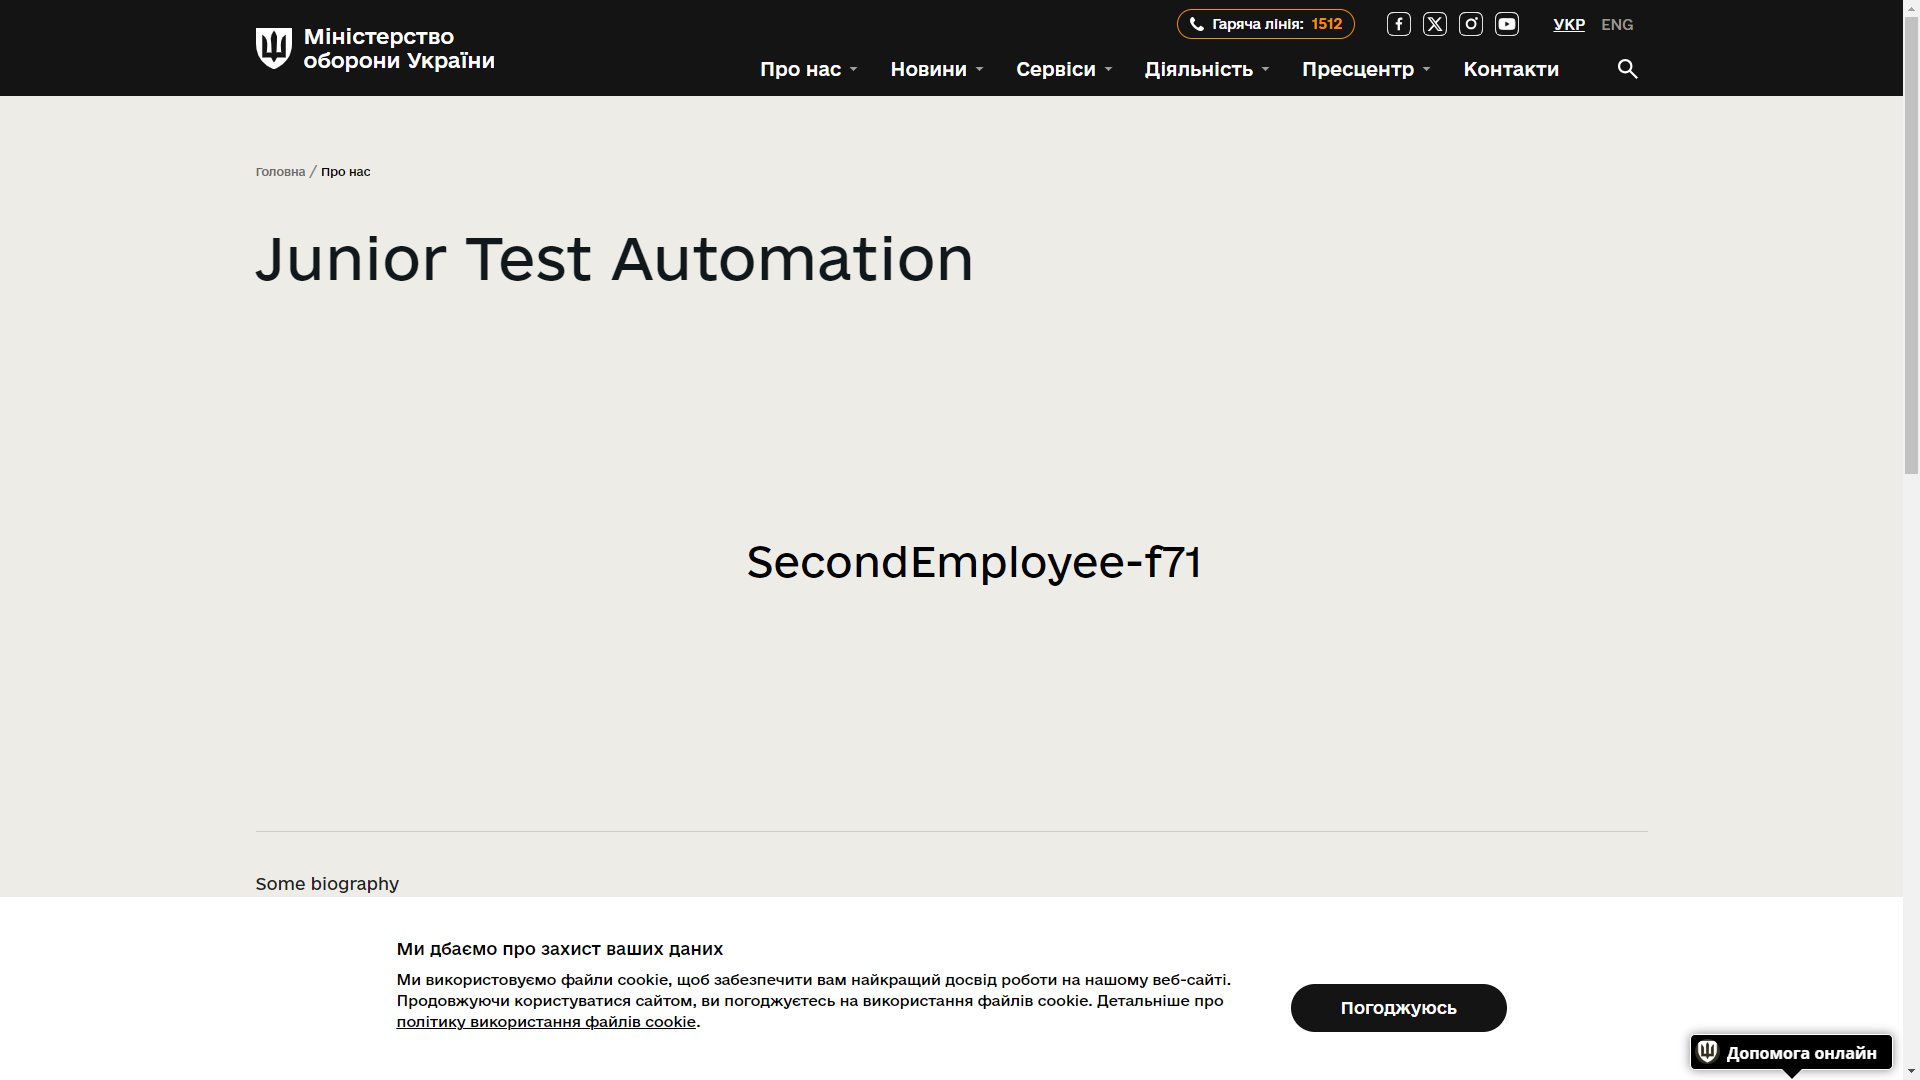 Міністерство
оборони України
Гаряча лінія: 1512
УКР ENG
Про нас
Новини
Сервіси
Діяльність
Пресцентр
Контакти
Головна / Про нас
Junior Test Automation
SecondEmployee-f71
Some biography
Ми дбаємо про захист ваших даних
Ми використовуємо файли cookie, щоб забезпечити вам найкращий досвід роботи на нашому веб-сайті.
Продовжуючи користуватися сайтом, ви погоджуєтесь на використання файлів cookie. Детальніше про
політику використання файлів cookie.
Погоджуюсь
Допомога онлайн